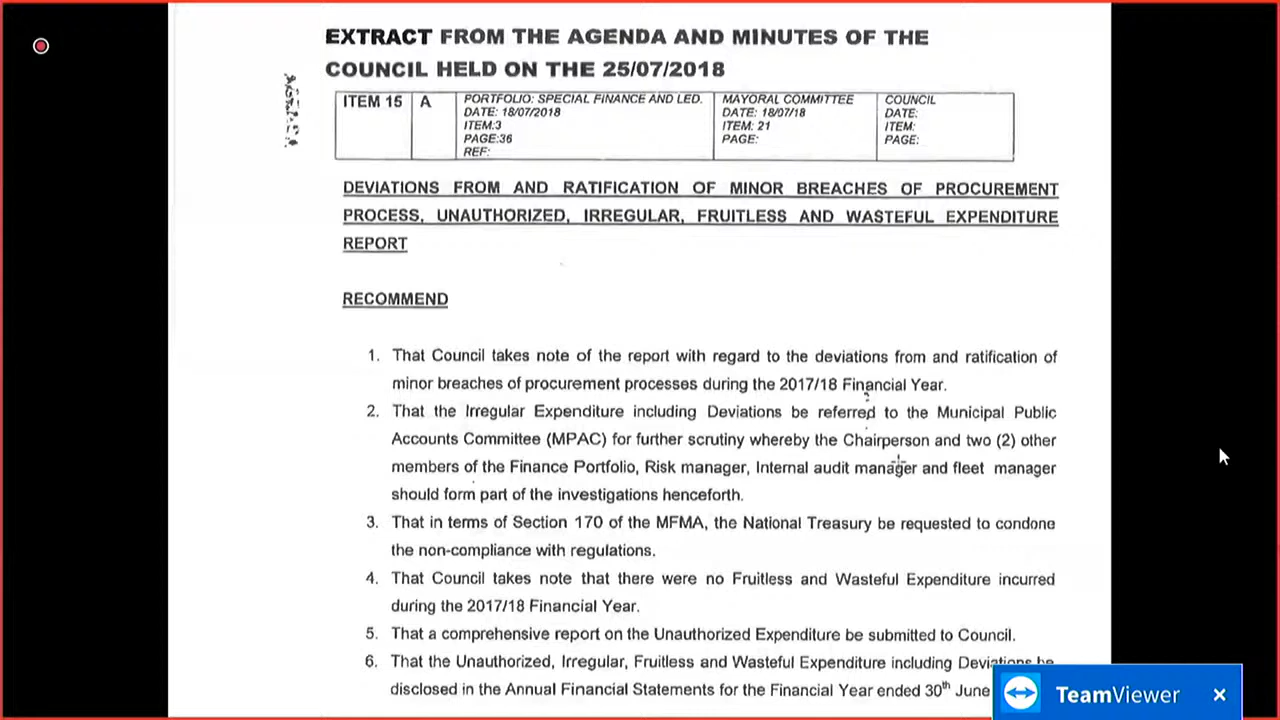 EXTRACT FROM THE AGENDA AND MINUTES OF THE
COUNCIL HELD ON THE 25/07/2018
ITEM 15
A
PORTFOLIO: SPECIAL FINANCE AND LED.
DATE: 18/07/2018
ITEM:3
PAGE:36
REF:
MAYORAL COMMITTEE
DATE: 18/07/18
ITEM: 21
PAGE:
COUNCIL
DATE:
ITEM:
PAGE:
DEVIATIONS FROM AND RATIFICATION OF MINOR BREACHES OF PROCUREMENT
PROCESS, UNAUTHORIZED, IRREGULAR, FRUITLESS AND WASTEFUL EXPENDITURE
REPORT
RECOMMEND
1. That Council takes note of the report with regard to the deviations from and ratification of
minor breaches of procurement processes during the 2017/18 Financial Year.
2. That the Irregular Expenditure including Deviations be referred to the Municipal Public
Accounts Committee (MPAC) for further scrutiny whereby the Chairperson and two (2) other
members of the Finance Portfolio, Risk manager, Internal audit manager and fleet manager
should form part of the investigations henceforth.
3. That in terms of Section 170 of the MFMA, the National Treasury be requested to condone
the non-compliance with regulations.
4. That Council takes note that there were no Fruitless and Wasteful Expenditure incurred
during the 2017/18 Financial Year.
5. That a comprehensive report on the Unauthorized Expenditure be submitted to Council.
6. That the Unauthorized, Irregular, Fruitless and Wasteful Expenditure including Deviations be
disclosed in the Annual Financial Statements for the Financial Year ended 30th June
TeamViewer